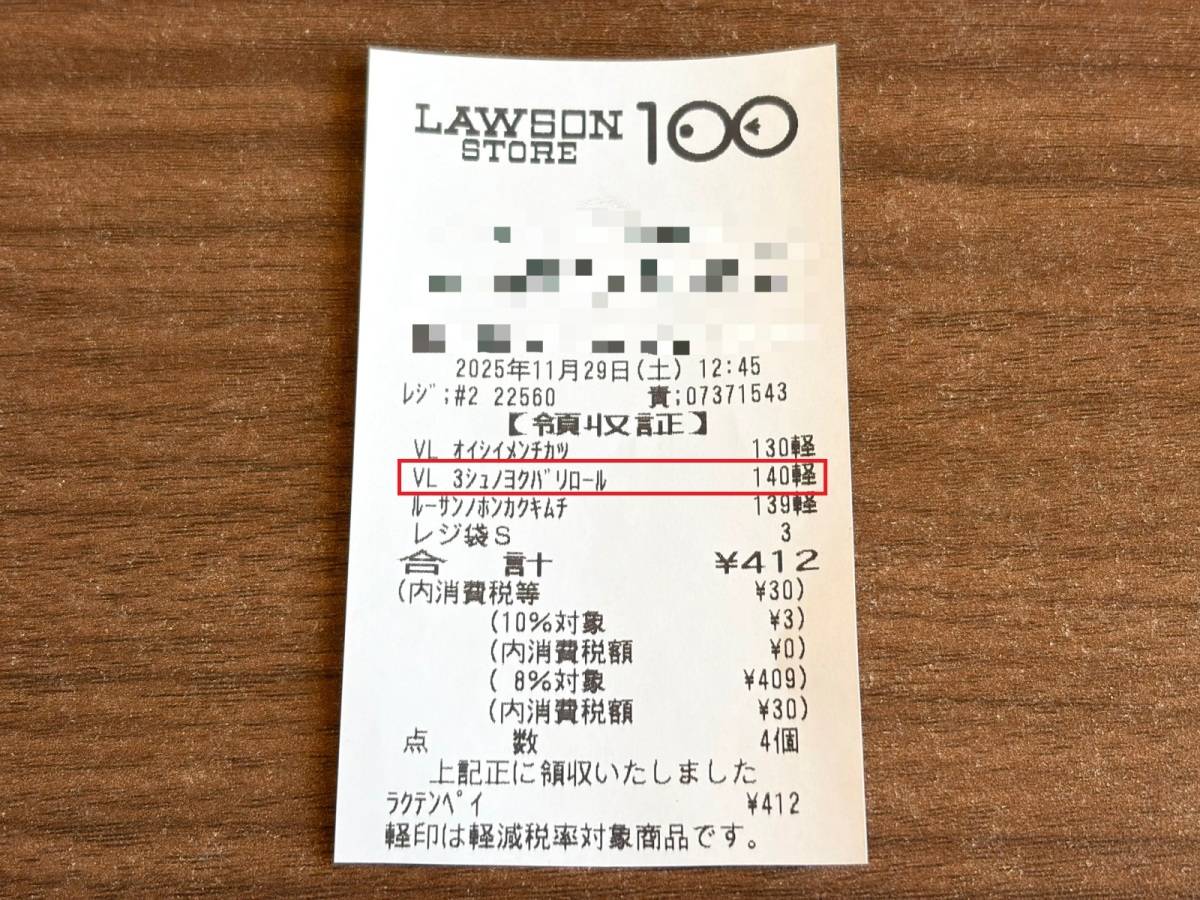 LAWSON
STORE 100
2025年11月29日(土) 12:45
ﾚｼﾞ;#2 22560 責;07371543
【領収証】
VL ｵｲｼｲﾒﾝﾁｶﾂ 130軽
VL 3ｼｭﾉﾖｸﾊﾞﾘﾛｰﾙ 140軽
ﾙｰｻﾝﾉﾎﾝｶｸｷﾑﾁ 139軽
レジ袋S 3
合 計 ¥412
(内消費税等 ¥30)
(10%対象 ¥3)
(内消費税額 ¥0)
( 8%対象 ¥409)
(内消費税額 ¥30)
点 数 4個
上記正に領収いたしました
ﾗｸﾃﾝﾍﾟｲ ¥412
軽印は軽減税率対象商品です。